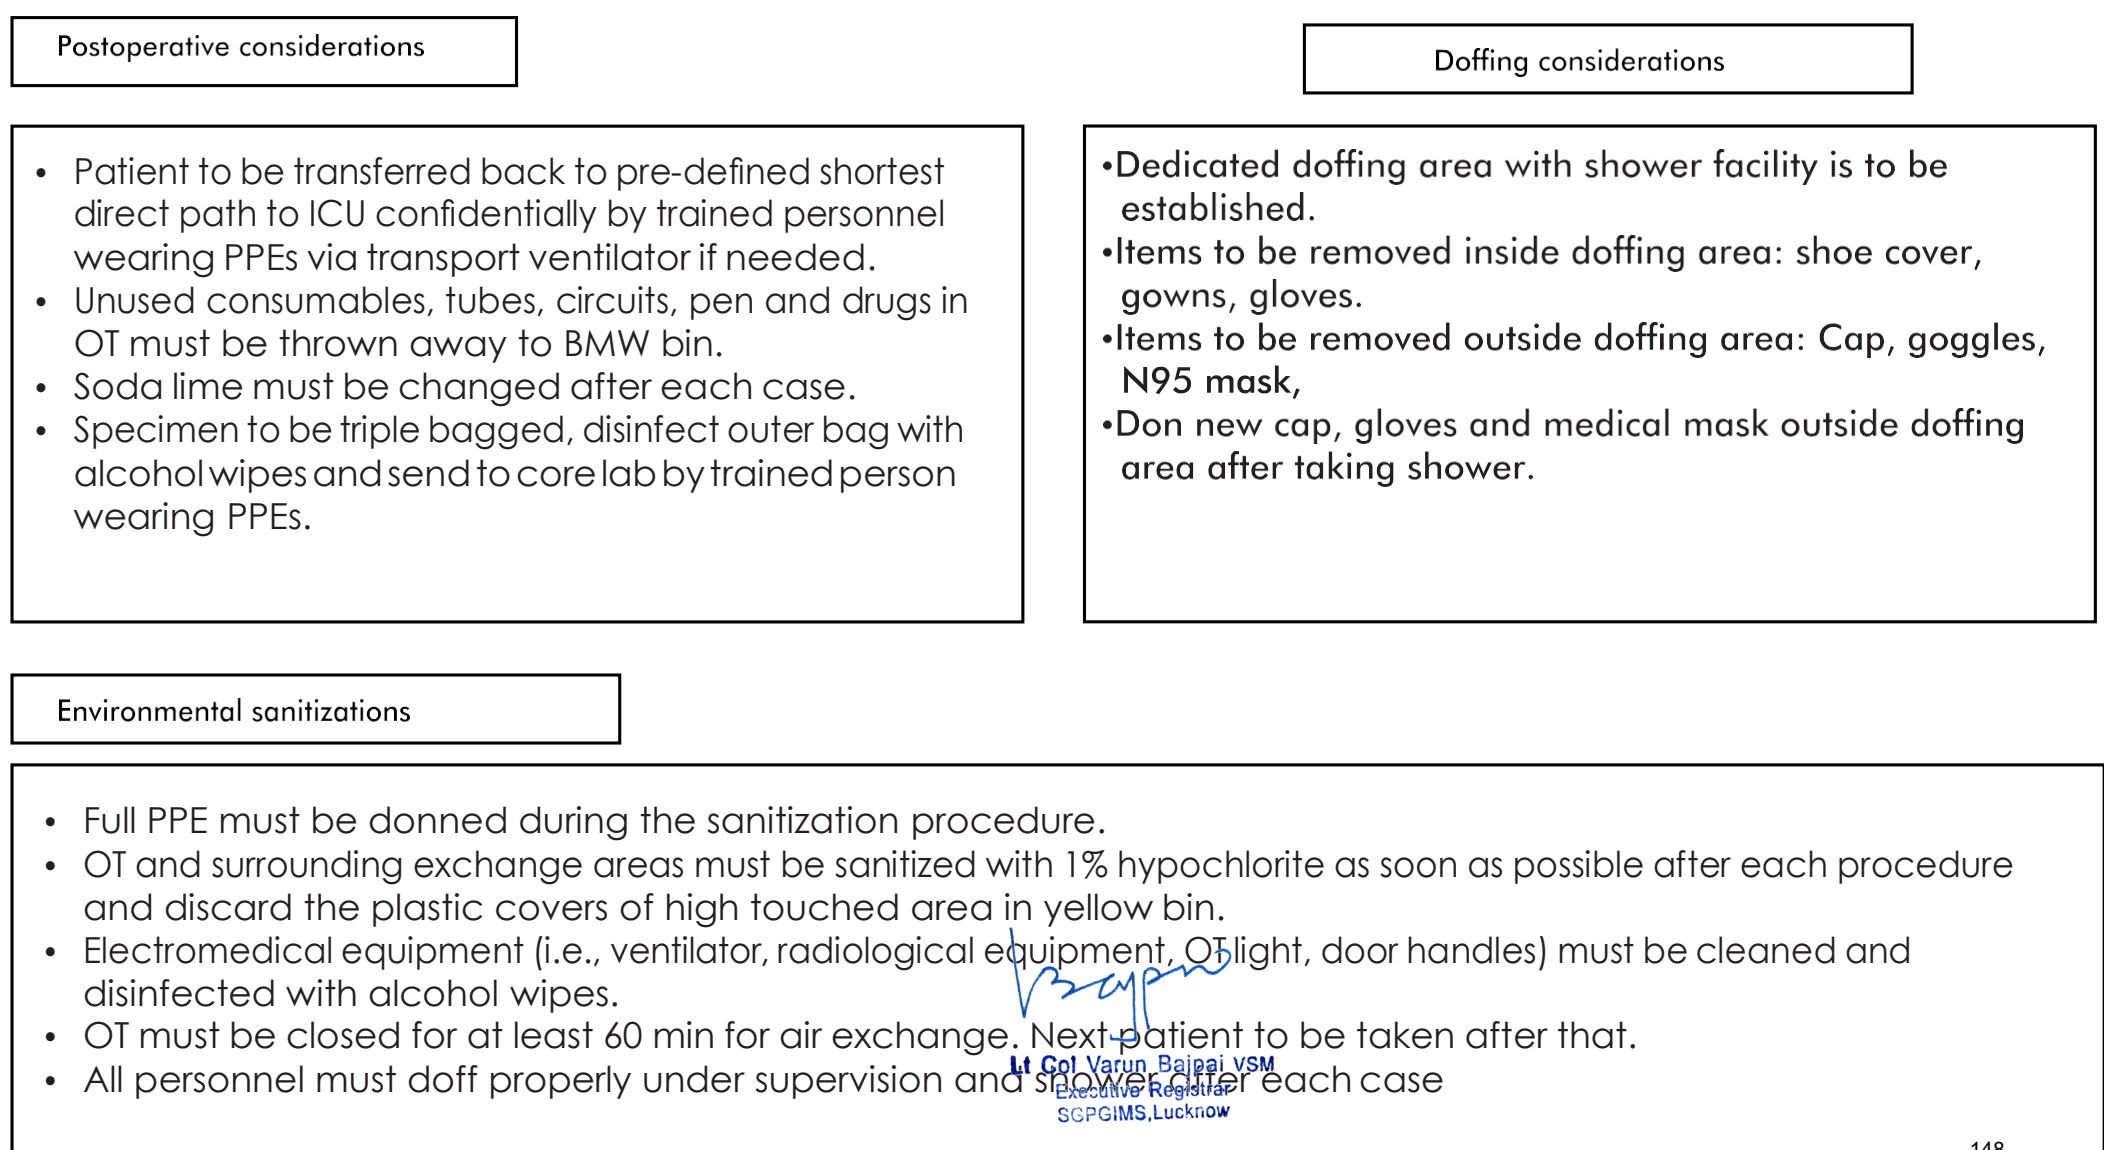 Postoperative considerations
• Patient to be transferred back to pre-defined shortest
direct path to ICU confidentially by trained personnel
wearing PPEs via transport ventilator if needed.
• Unused consumables, tubes, circuits, pen and drugs in
OT must be thrown away to BMW bin.
• Soda lime must be changed after each case.
• Specimen to be triple bagged, disinfect outer bag with
alcohol wipes and send to core lab by trained person
wearing PPEs.
Doffing considerations
•Dedicated doffing area with shower facility is to be
established.
•Items to be removed inside doffing area: shoe cover,
gowns, gloves.
•Items to be removed outside doffing area: Cap, goggles,
N95 mask,
•Don new cap, gloves and medical mask outside doffing
area after taking shower.
Environmental sanitizations
• Full PPE must be donned during the sanitization procedure.
• OT and surrounding exchange areas must be sanitized with 1% hypochlorite as soon as possible after each procedure
and discard the plastic covers of high touched area in yellow bin.
• Electromedical equipment (i.e., ventilator, radiological equipment, OT light, door handles) must be cleaned and
disinfected with alcohol wipes.
• OT must be closed for at least 60 min for air exchange. Next patient to be taken after that.
• All personnel must doff properly under supervision and shower after each case
Lt Col Varun Bajpai VSM
Executive Registrar
SGPGIMS,Lucknow
148